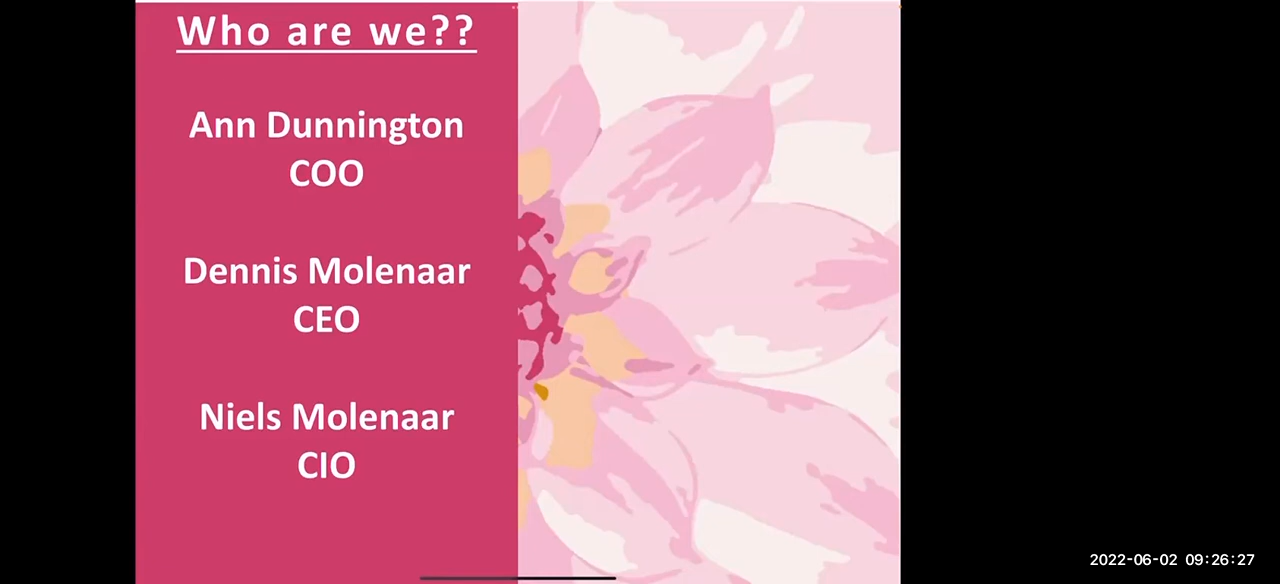 Who are we??
Ann Dunnington
COO
Dennis Molenaar
CEO
Niels Molenaar
CIO
2022-06-02 09:26:27